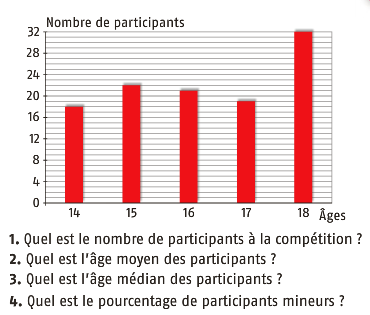 Nombre de participants
32
28
24
20
16
12
8
4
0
14 15 16 17 18 Âges
1. Quel est le nombre de participants à la compétition ?
2. Quel est l'âge moyen des participants ?
3. Quel est l'âge médian des participants ?
4. Quel est le pourcentage de participants mineurs ?